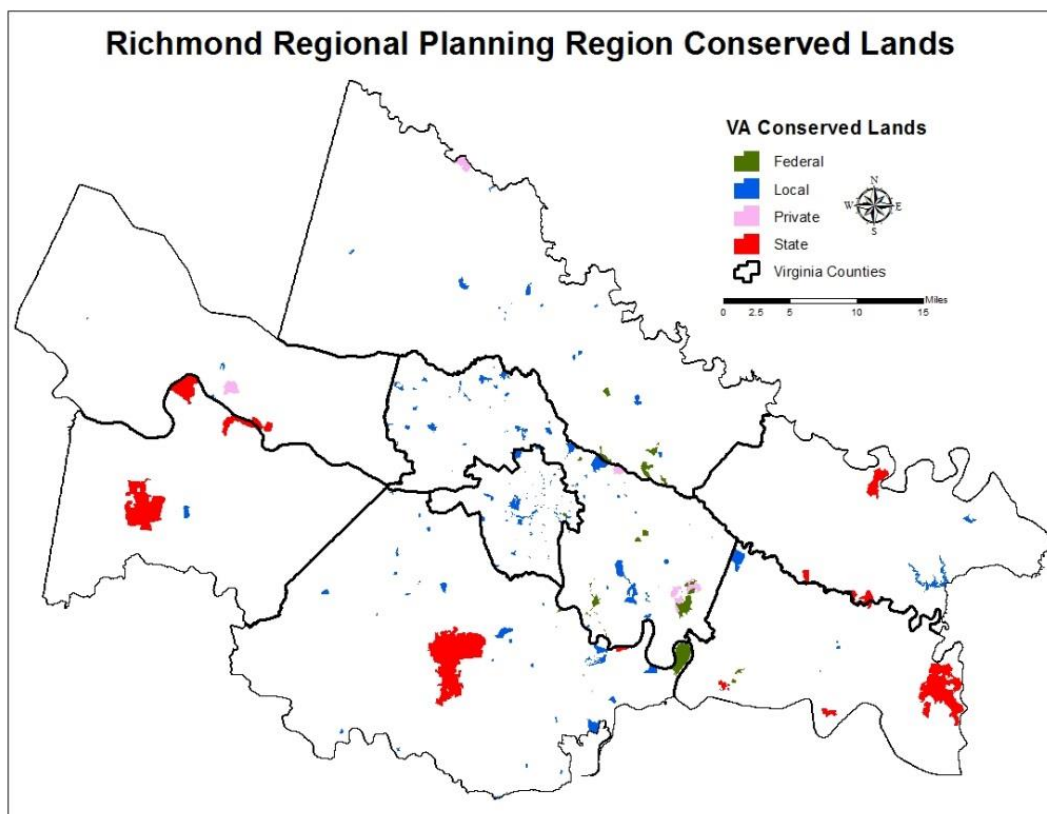 Richmond Regional Planning Region Conserved Lands
VA Conserved Lands
Federal
Local
Private
State
Virginia Counties
N
W E
S
Miles
0 2.5 5 10 15